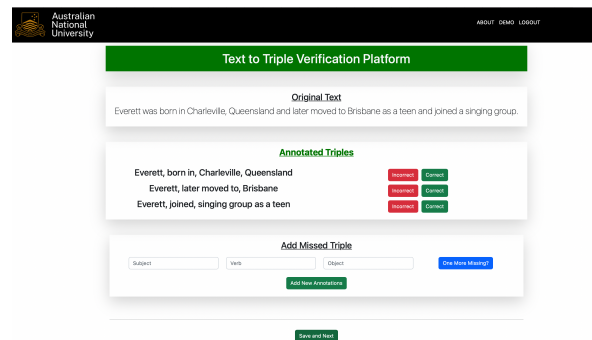 Australian
National
University
ABOUT DEMO LOGOUT
Text to Triple Verification Platform
Original Text
Everett was born in Charleville, Queensland and later moved to Brisbane as a teen and joined a singing group.
Annotated Triples
Everett, born in, Charleville, Queensland Incorrect Correct
Everett, later moved to, Brisbane Incorrect Correct
Everett, joined, singing group as a teen Incorrect Correct
Add Missed Triple
Subject Verb Object One More Missing?
Add New Annotations
Save and Next